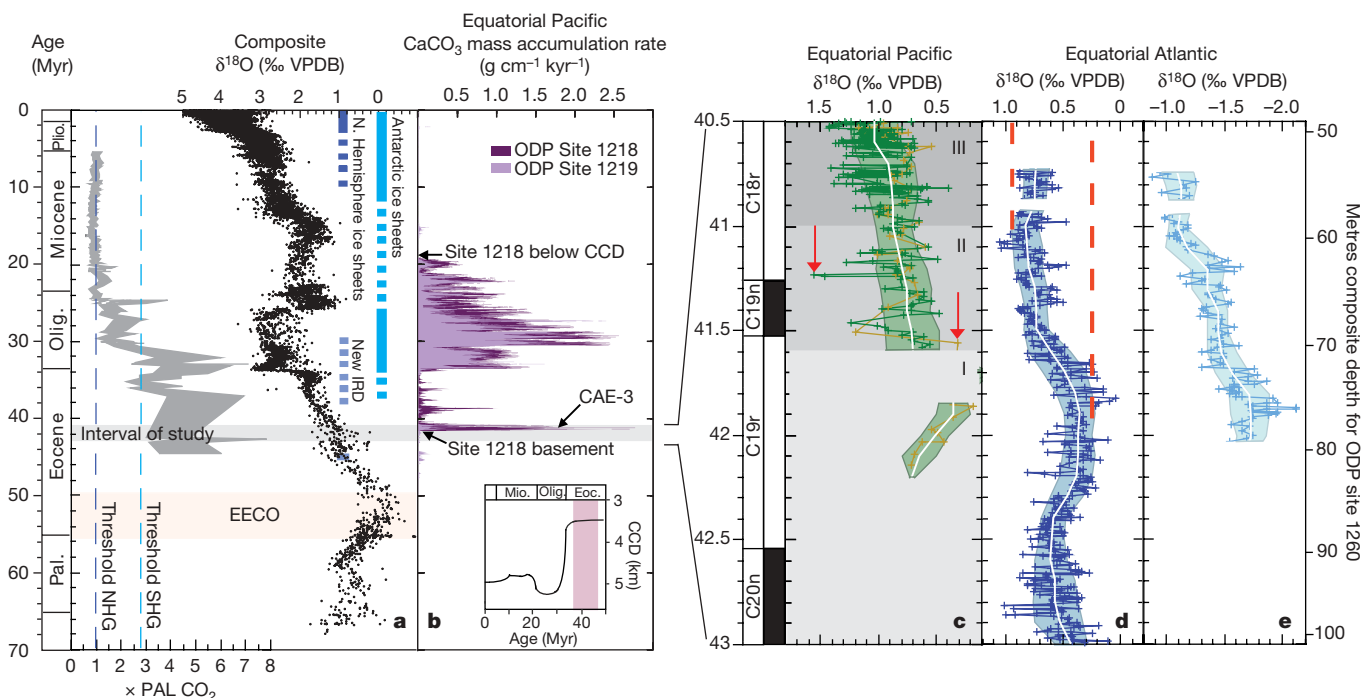 Age
(Myr)
Composite
δ18O (‰ VPDB)
5 4 3 2 1 0
Equatorial Pacific
CaCO3 mass accumulation rate
(g cm−1 kyr−1)
0.5 1.0 1.5 2.0 2.5
0
10
20
30
40
50
60
70
Plio.
Miocene
Olig.
Eocene
Pal.
N. Hemisphere ice sheets
Antarctic ice sheets
New IRD
Interval of study
EECO
Threshold NHG
Threshold SHG
a
0 1 2 3 4 5 6 7 8
× PAL CO2
ODP Site 1218
ODP Site 1219
Site 1218 below CCD
CAE-3
Site 1218 basement
b
Mio. Olig. Eoc.
3
4
5
CCD (km)
0 20 40
Age (Myr)
Equatorial Pacific
δ18O (‰ VPDB)
1.5 1.0 0.5
40.5
41
41.5
42
42.5
43
C18r
C19n
C19r
C20n
III
II
I
c
Equatorial Atlantic
δ18O (‰ VPDB)
1.0 0.5 0
d
δ18O (‰ VPDB)
−1.0 −1.5 −2.0
e
50
60
70
80
90
100
Metres composite depth for ODP site 1260